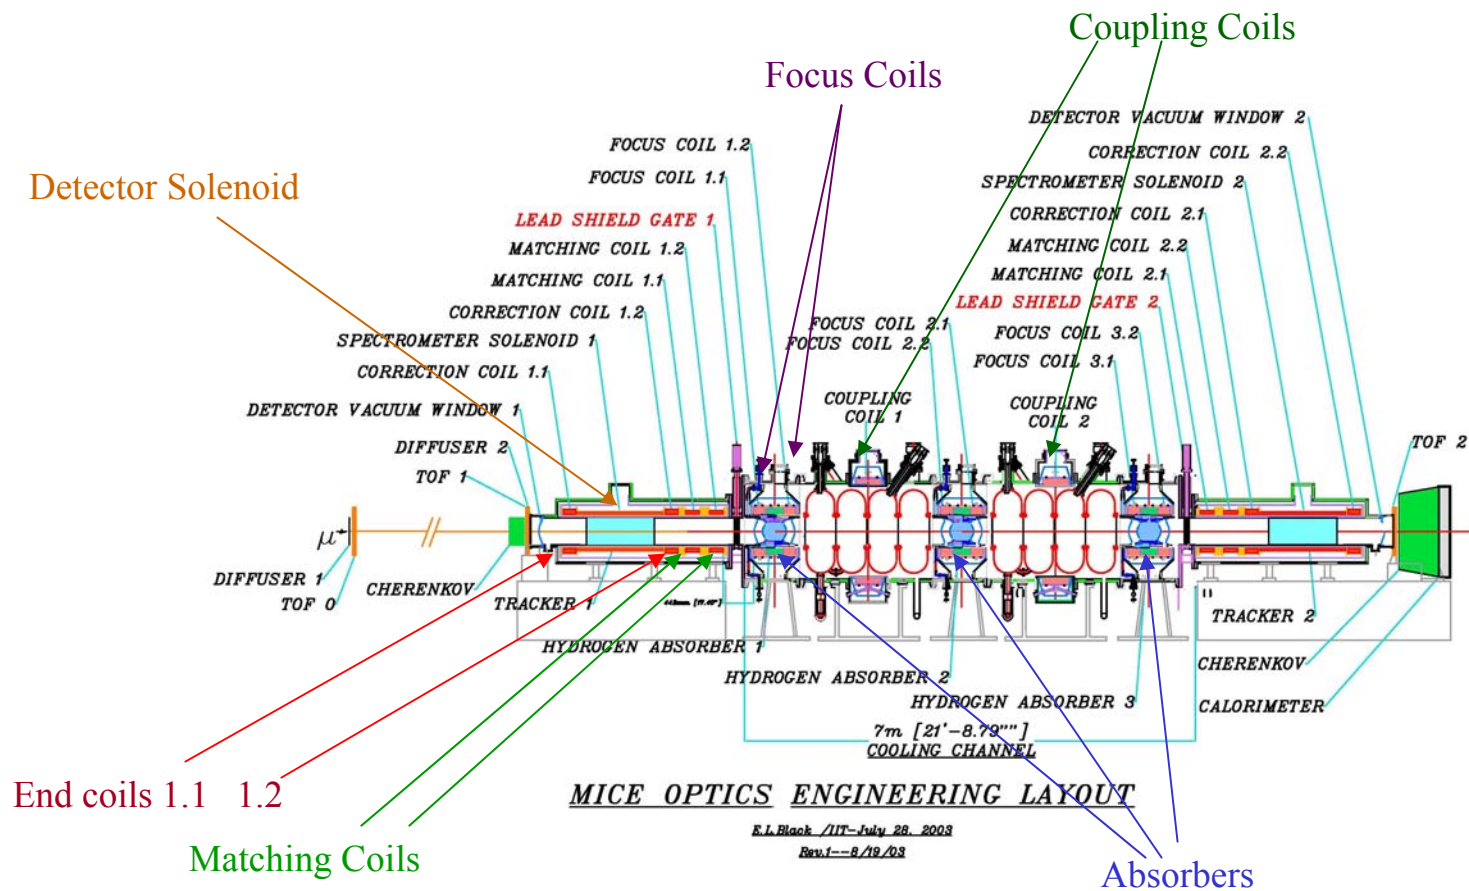 Coupling Coils
Focus Coils
DETECTOR VACUUM WINDOW 2
FOCUS COIL 1.2
CORRECTION COIL 2.2
FOCUS COIL 1.1
SPECTROMETER SOLENOID 2
Detector Solenoid
LEAD SHIELD GATE 1
CORRECTION COIL 2.1
MATCHING COIL 1.2
MATCHING COIL 2.2
MATCHING COIL 1.1
MATCHING COIL 2.1
CORRECTION COIL 1.2
LEAD SHIELD GATE 2
SPECTROMETER SOLENOID 1
FOCUS COIL 2.1
FOCUS COIL 3.2
FOCUS COIL 2.2
CORRECTION COIL 1.1
FOCUS COIL 3.1
DETECTOR VACUUM WINDOW 1
COUPLING
COIL 1
COUPLING
COIL 2
DIFFUSER 2
TOF 2
TOF 1
μ
DIFFUSER 1
TOF 0
CHERENKOV
TRACKER 1
TRACKER 2
HYDROGEN ABSORBER 1
HYDROGEN ABSORBER 2
HYDROGEN ABSORBER 3
CHERENKOV
CALORIMETER
7m [21'-8.79""]
COOLING CHANNEL
End coils 1.1 1.2
MICE OPTICS ENGINEERING LAYOUT
E.L.Black /IIT-July 28, 2003
Rev.1--8/19/03
Matching Coils
Absorbers